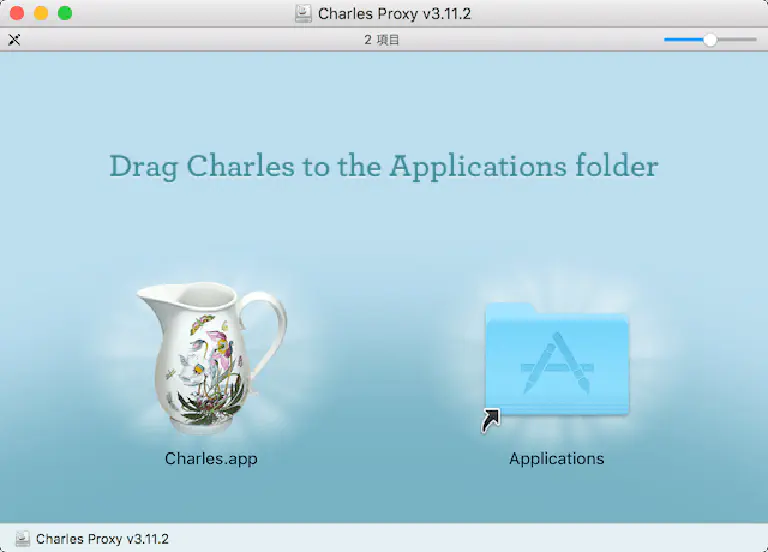 Charles Proxy v3.11.2
2 項目
Drag Charles to the Applications folder
Charles.app
Applications
Charles Proxy v3.11.2